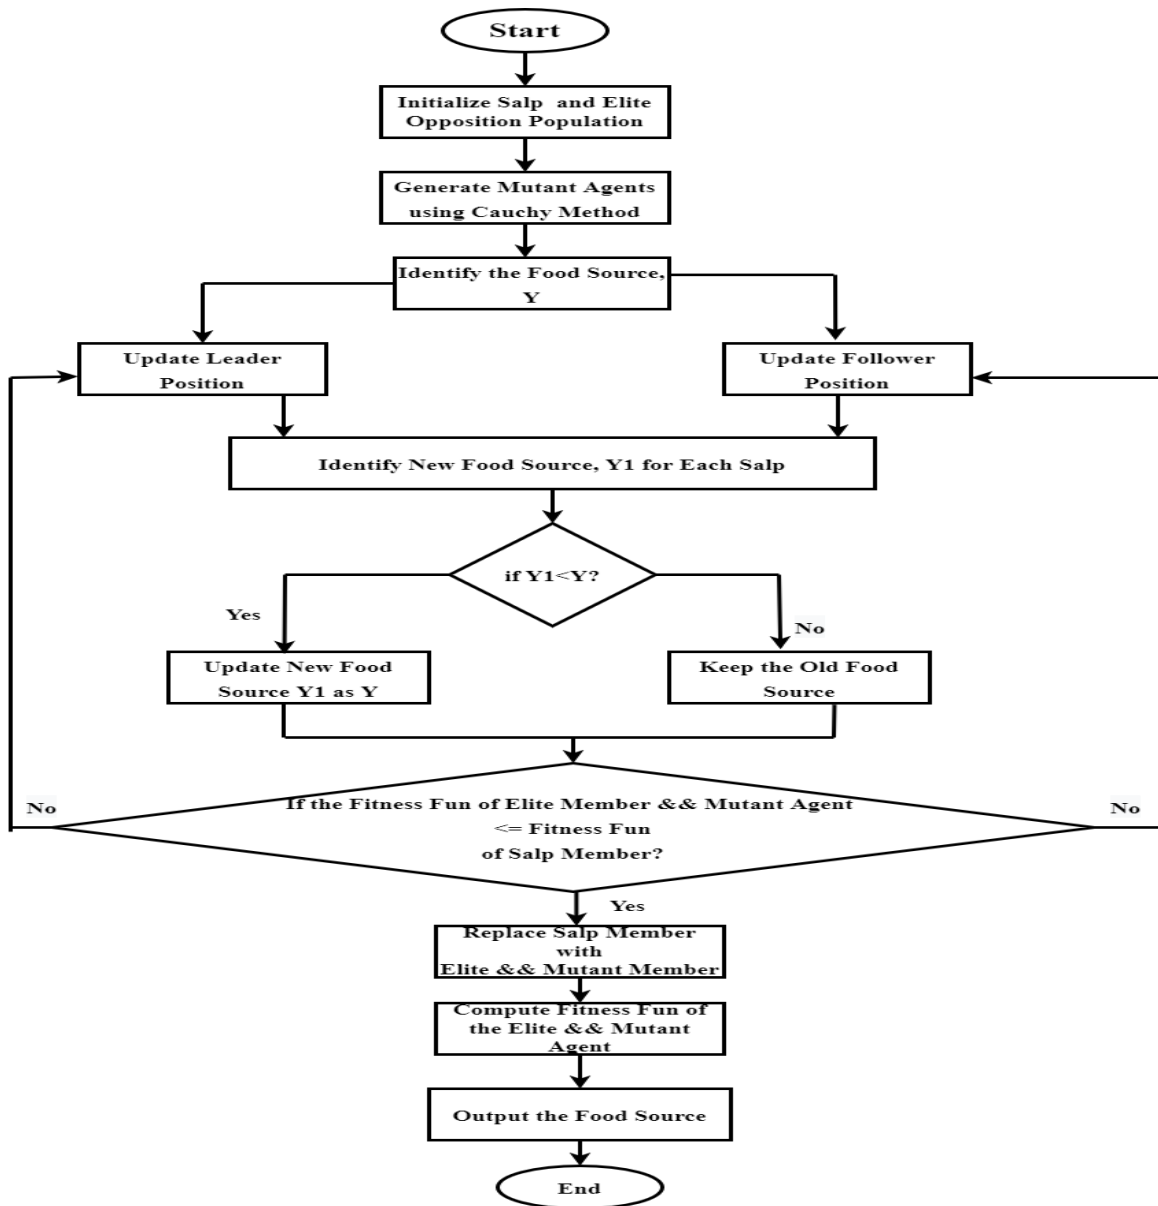 Start
Initialize Salp and Elite
Opposition Population
Generate Mutant Agents
using Cauchy Method
Identify the Food Source,
Y
Update Leader
Position
Update Follower
Position
Identify New Food Source, Y1 for Each Salp
if Y1<Y?
Yes
No
Update New Food
Source Y1 as Y
Keep the Old Food
Source
No
If the Fitness Fun of Elite Member && Mutant Agent
<= Fitness Fun
of Salp Member?
No
Yes
Replace Salp Member
with
Elite && Mutant Member
Compute Fitness Fun of
the Elite && Mutant
Agent
Output the Food Source
End